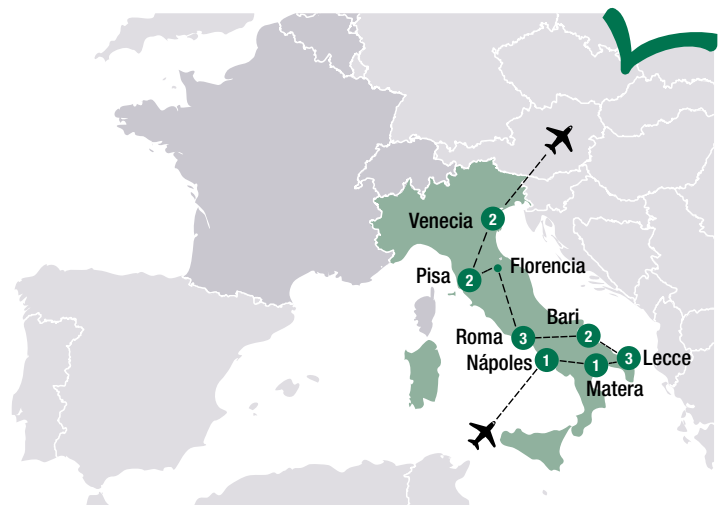 Venecia 2
Pisa 2
Florencia
Bari 2
Roma 3
Nápoles 1
1
3 Lecce
Matera